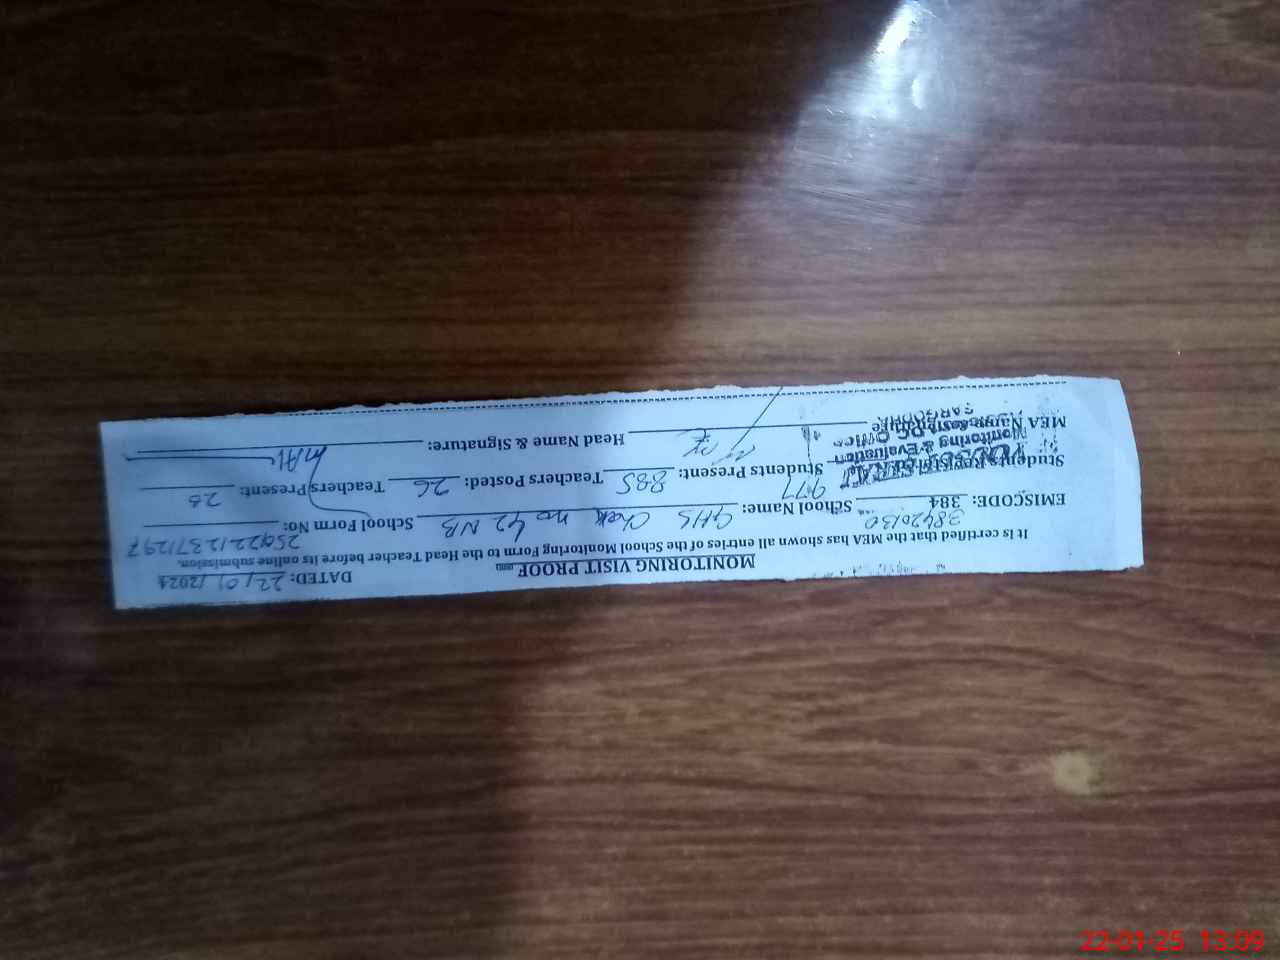 MONITORING VISIT PROOF
DATED: 22/01/2024
It is certified that the that the MEA has shown all entries of the School Monitoring Form to the Head Teacher before its online submission.
EMISCODE: 384 38420130 School Name: GHS Chak no 42 NB School Form No:
Students Registered: 977 Students Present: 885 Teachers Posted: 26 Teachers Present:
MEA Name & Signature Head Name & Signature:
Monitoring & Evaluation
DC Office
SARGODHA
22-01-25 13:09